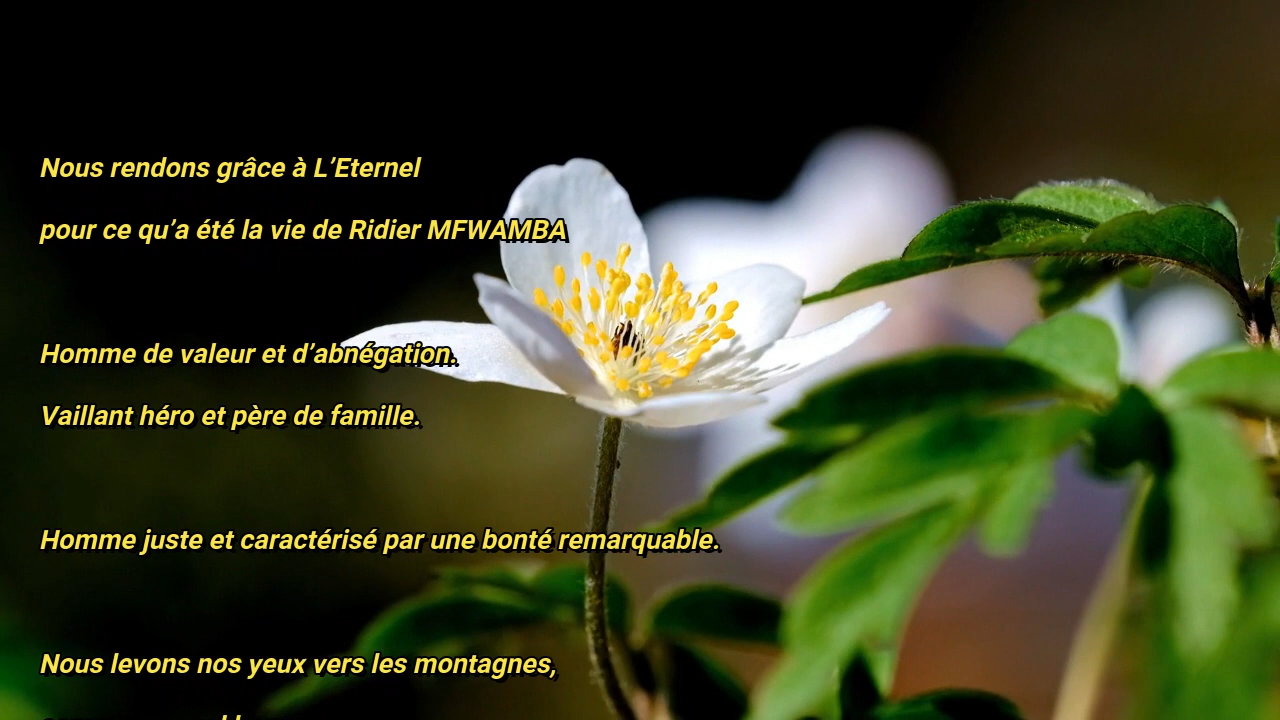 Nous rendons grâce à L’Eternel
pour ce qu’a été la vie de Ridier MFWAMBA
Homme de valeur et d’abnégation.
Vaillant héro et père de famille.
Homme juste et caractérisé par une bonté remarquable.
Nous levons nos yeux vers les montagnes,